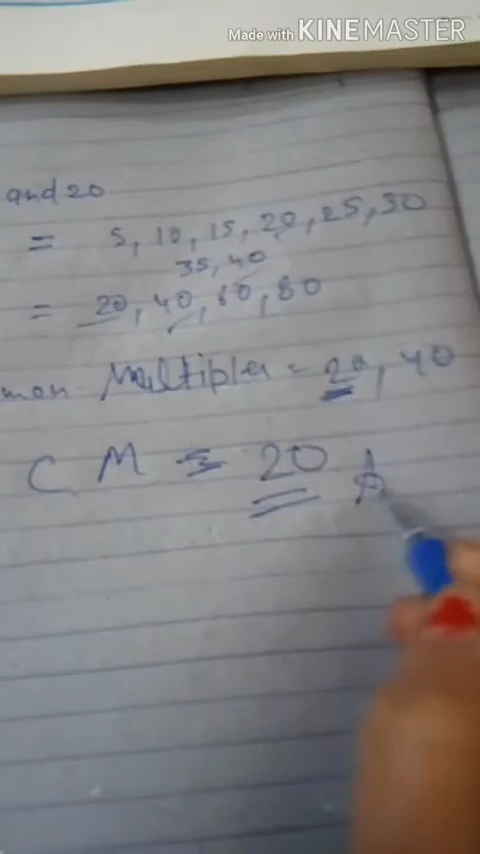 Made with KINEMASTER
and 20
= 5, 10, 15, 20, 25, 30
35, 40
= 20, 40, 60, 80
mon Multiples = 20, 40
C M = 20 A